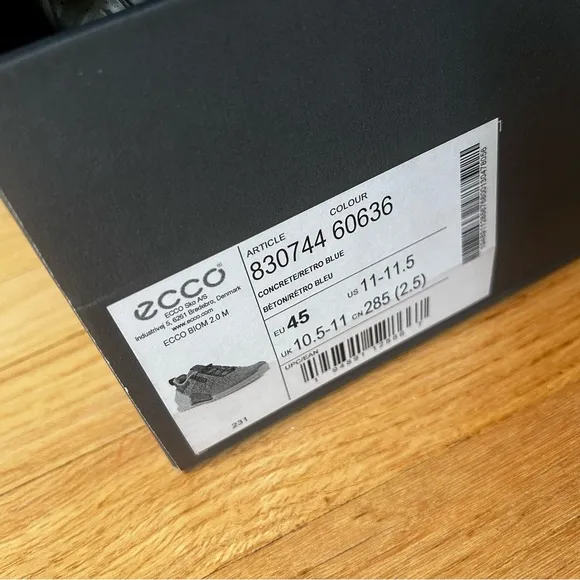 ecco
ECCO Sko A/S
Industrivej 5, 6261 Bredebro, Denmark
www.ecco.com
ECCO BIOM 2.0 M
231
ARTICLE COLOUR
830744 60636
CONCRETE/RETRO BLUE
BÉTON/RÉTRO BLEU
EU 45 US 11-11.5
UK 10.5-11 CN 285 (2.5)
UPC/EAN